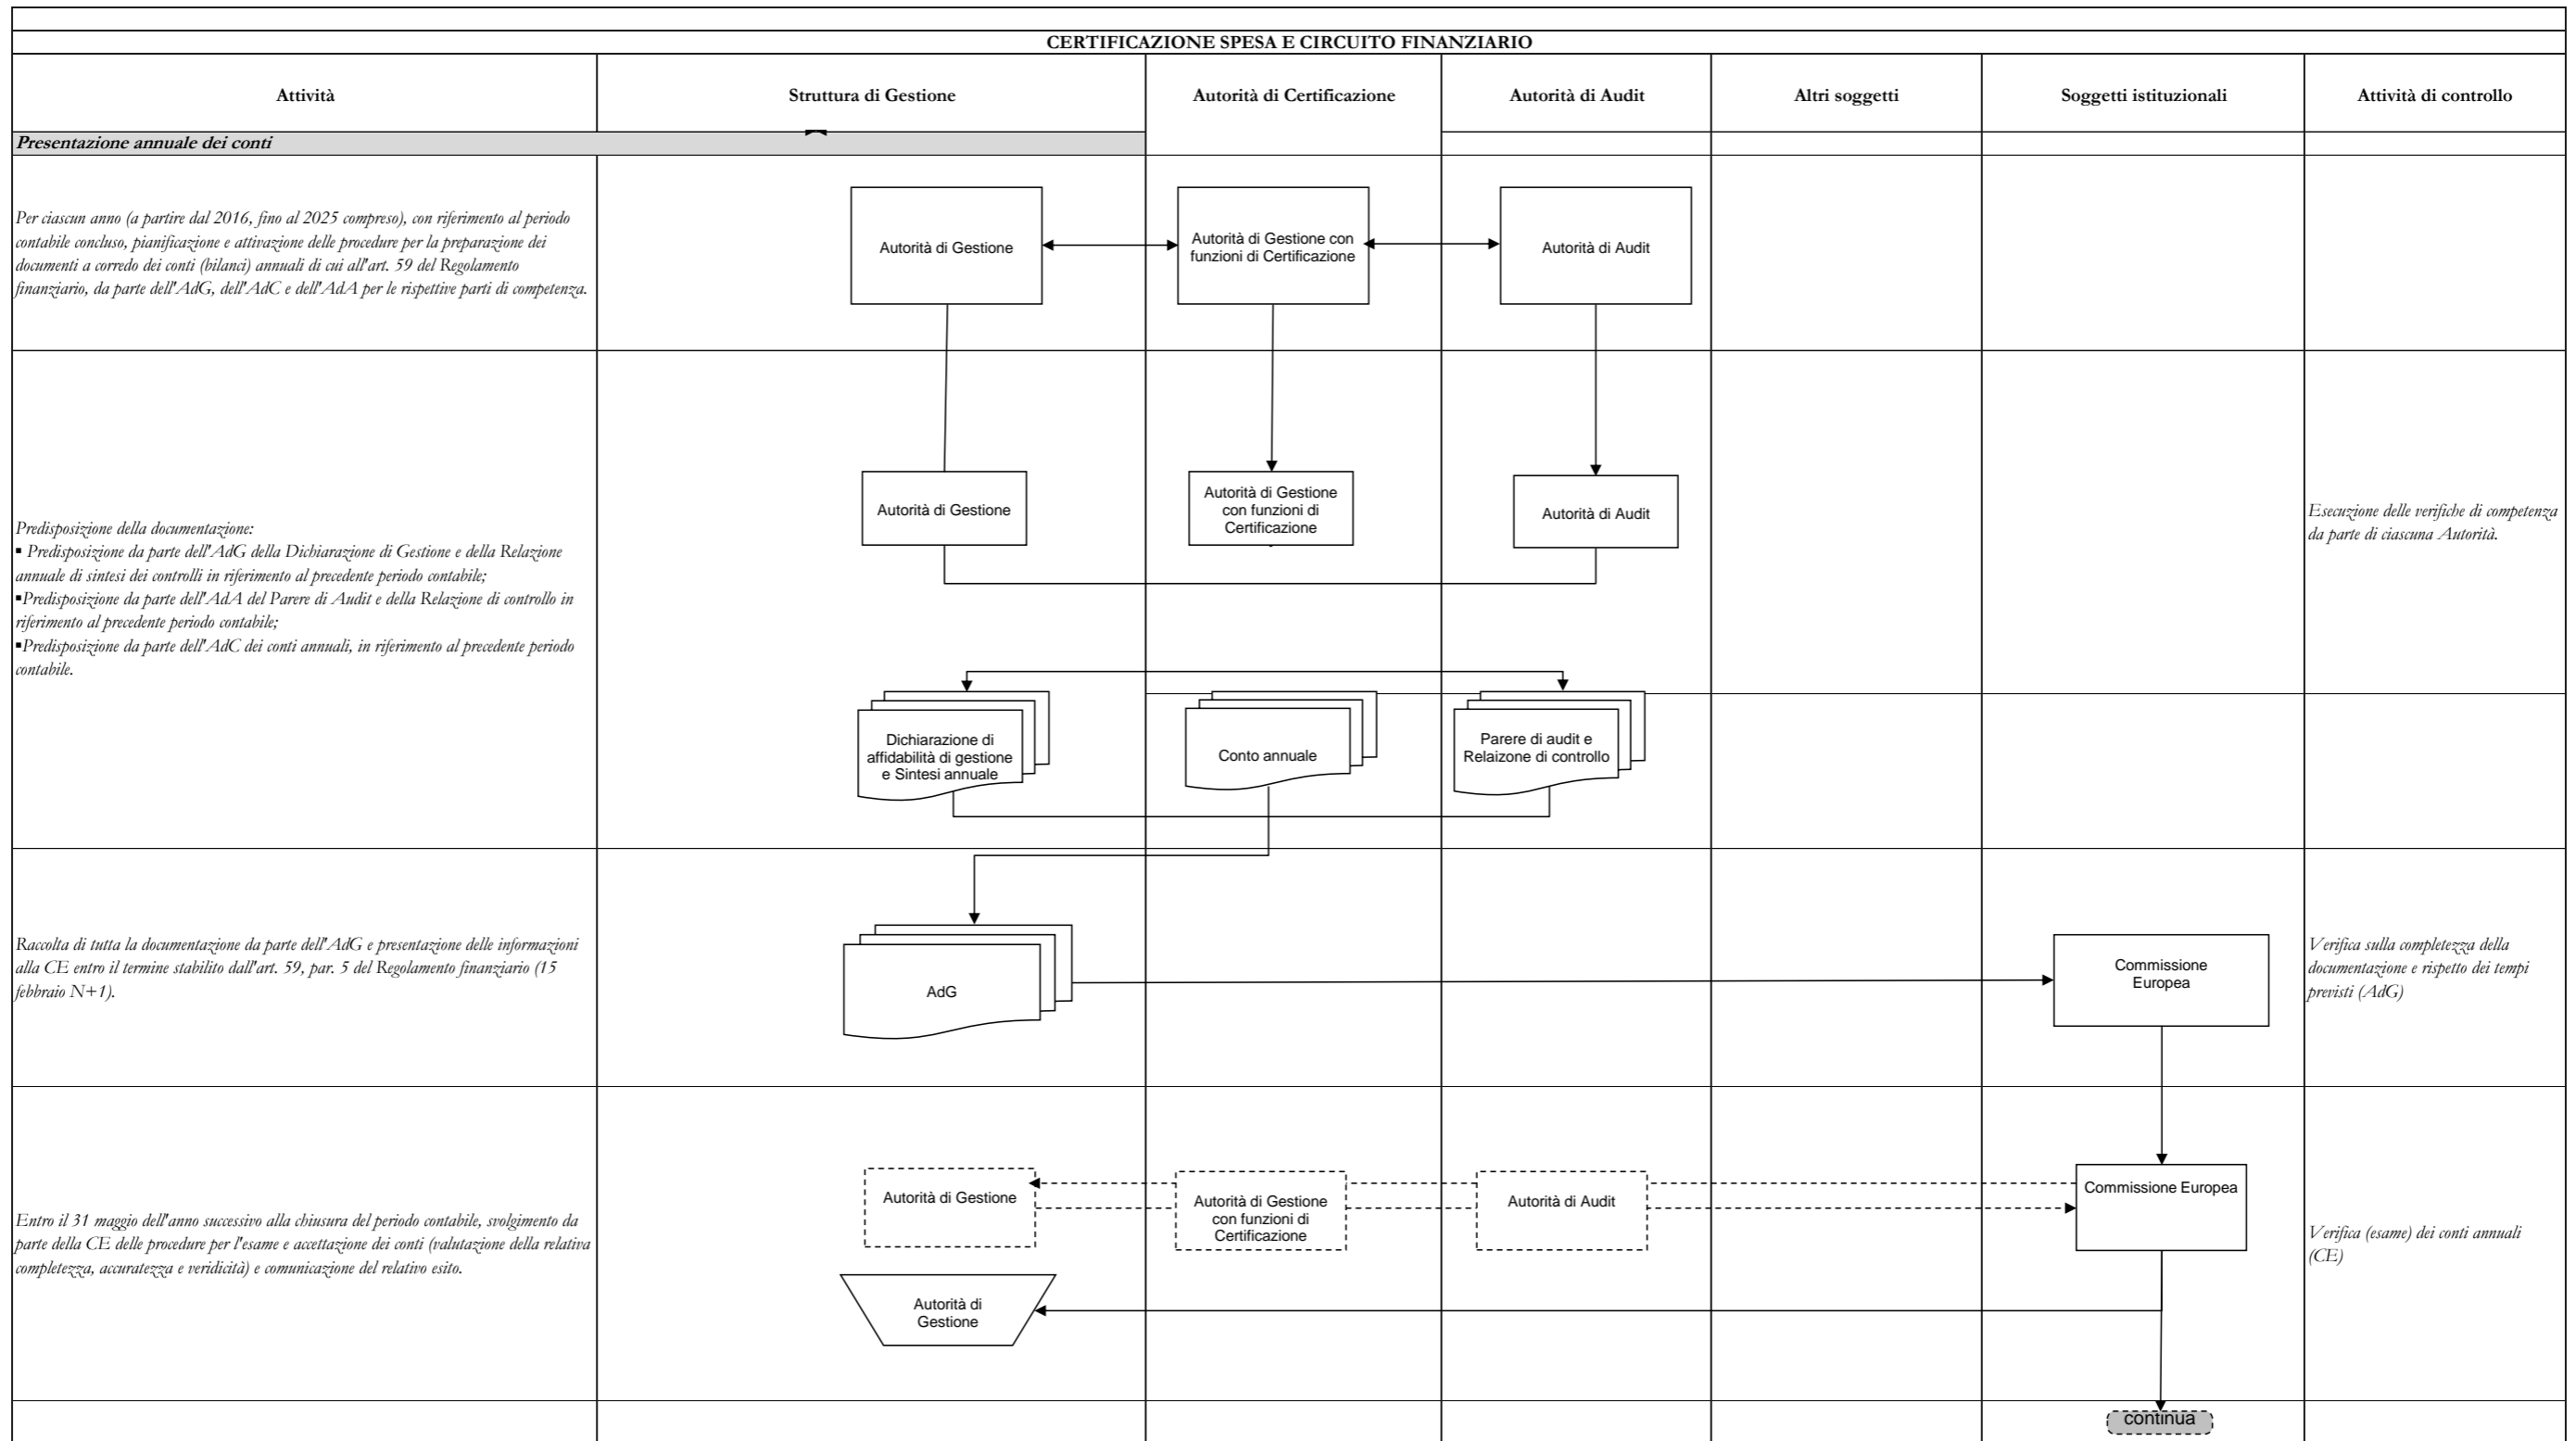 CERTIFICAZIONE SPESA E CIRCUITO FINANZIARIO
Attività
Struttura di Gestione
Autorità di Certificazione
Autorità di Audit
Altri soggetti
Soggetti istituzionali
Attività di controllo
Presentazione annuale dei conti
Per ciascun anno (a partire dal 2016, fino al 2025 compreso), con riferimento al periodo
contabile concluso, pianificazione e attivazione delle procedure per la preparazione dei
documenti a corredo dei conti (bilanci) annuali di cui all'art. 59 del Regolamento
finanziario, da parte dell'AdG, dell'AdC e dell'AdA per le rispettive parti di competenza.
Autorità di Gestione
Autorità di Gestione con
funzioni di Certificazione
Autorità di Audit
Predisposizione della documentazione:
▪ Predisposizione da parte dell'AdG della Dichiarazione di Gestione e della Relazione
annuale di sintesi dei controlli in riferimento al precedente periodo contabile;
▪Predisposizione da parte dell'AdA del Parere di Audit e della Relazione di controllo in
riferimento al precedente periodo contabile;
▪Predisposizione da parte dell'AdC dei conti annuali, in riferimento al precedente periodo
contabile.
Autorità di Gestione
Autorità di Gestione
con funzioni di
Certificazione
Autorità di Audit
Esecuzione delle verifiche di competenza
da parte di ciascuna Autorità.
Dichiarazione di
affidabilità di gestione
e Sintesi annuale
Conto annuale
Parere di audit e
Relaizone di controllo
Raccolta di tutta la documentazione da parte dell'AdG e presentazione delle informazioni
alla CE entro il termine stabilito dall'art. 59, par. 5 del Regolamento finanziario (15
febbraio N+1).
AdG
Commissione
Europea
Verifica sulla completezza della
documentazione e rispetto dei tempi
previsti (AdG)
Entro il 31 maggio dell'anno successivo alla chiusura del periodo contabile, svolgimento da
parte della CE delle procedure per l'esame e accettazione dei conti (valutazione della relativa
completezza, accuratezza e veridicità) e comunicazione del relativo esito.
Autorità di Gestione
Autorità di Gestione
con funzioni di
Certificazione
Autorità di Audit
Commissione Europea
Verifica (esame) dei conti annuali
(CE)
Autorità di
Gestione
continua